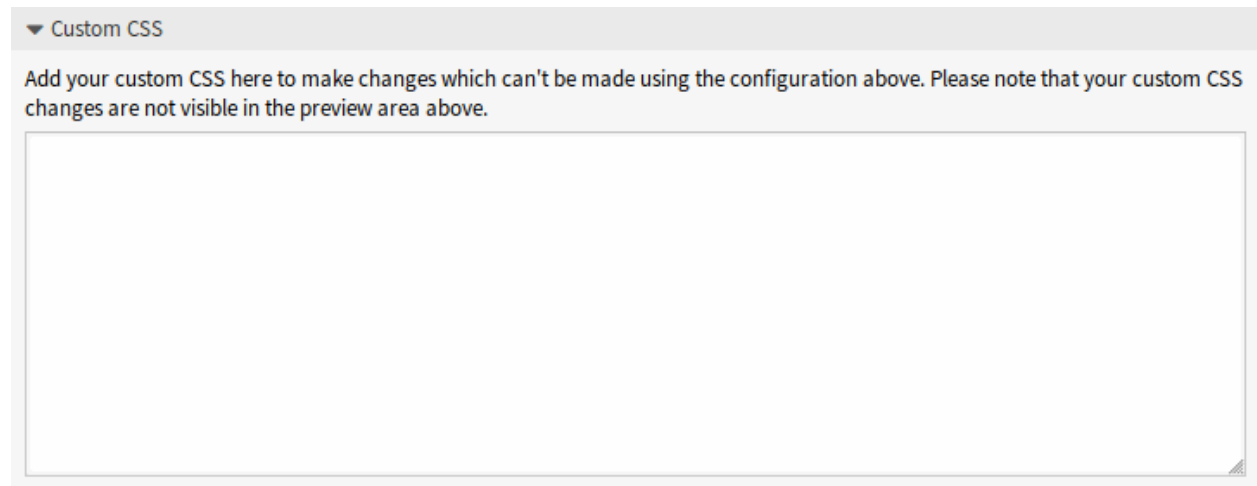 Custom CSS
Add your custom CSS here to make changes which can't be made using the configuration above. Please note that your custom CSS
changes are not visible in the preview area above.